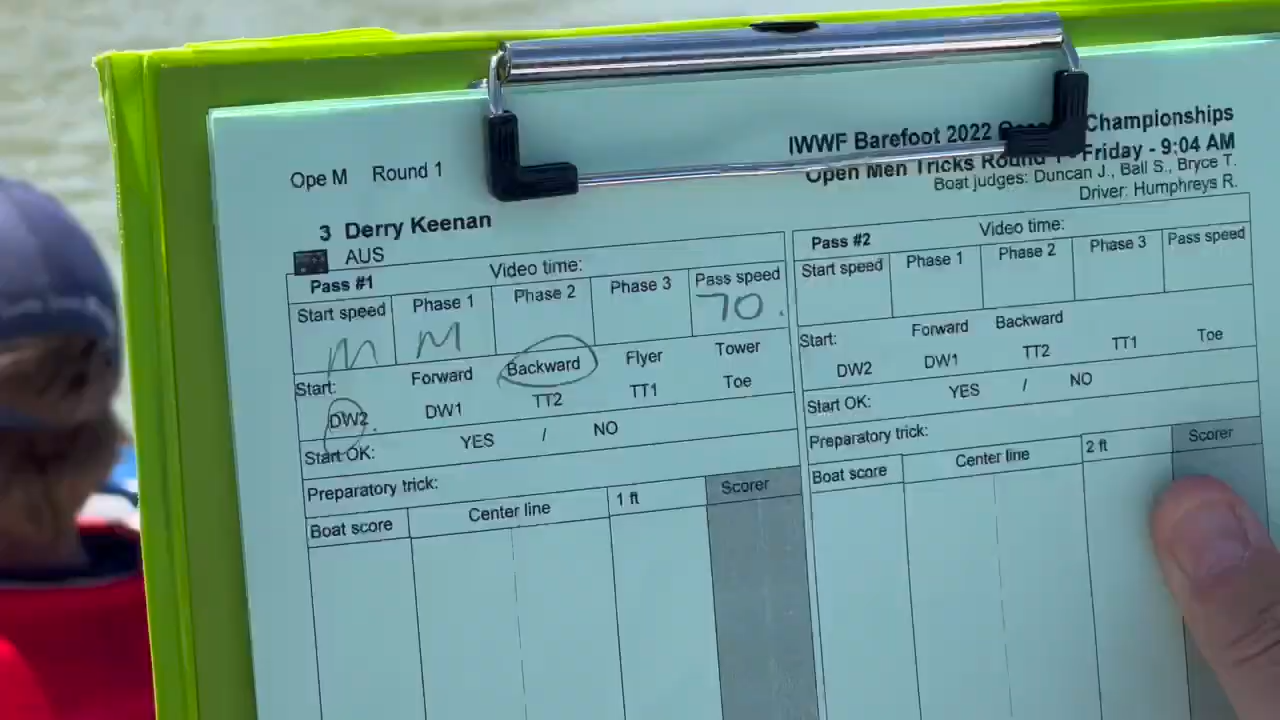 IWWF Barefoot 2022 Championships
Ope M Round 1 Open Men Tricks Round 1 - Friday - 9:04 AM
Boat judges: Duncan J., Ball S., Bryce T.
Driver: Humphreys R.
3 Derry Keenan
AUS
Pass #1 Video time:
Start speed Phase 1 Phase 2 Phase 3 Pass speed
M M 70.
Start: Forward Backward Flyer Tower
DW2. DW1 TT2 TT1 Toe
Start OK: YES / NO
Preparatory trick:
Boat score Center line 1 ft Scorer
Pass #2 Video time:
Start speed Phase 1 Phase 2 Phase 3 Pass speed
Start: Forward Backward
DW2 DW1 TT2 TT1 Toe
Start OK: YES / NO
Preparatory trick:
Boat score Center line 2 ft Scorer